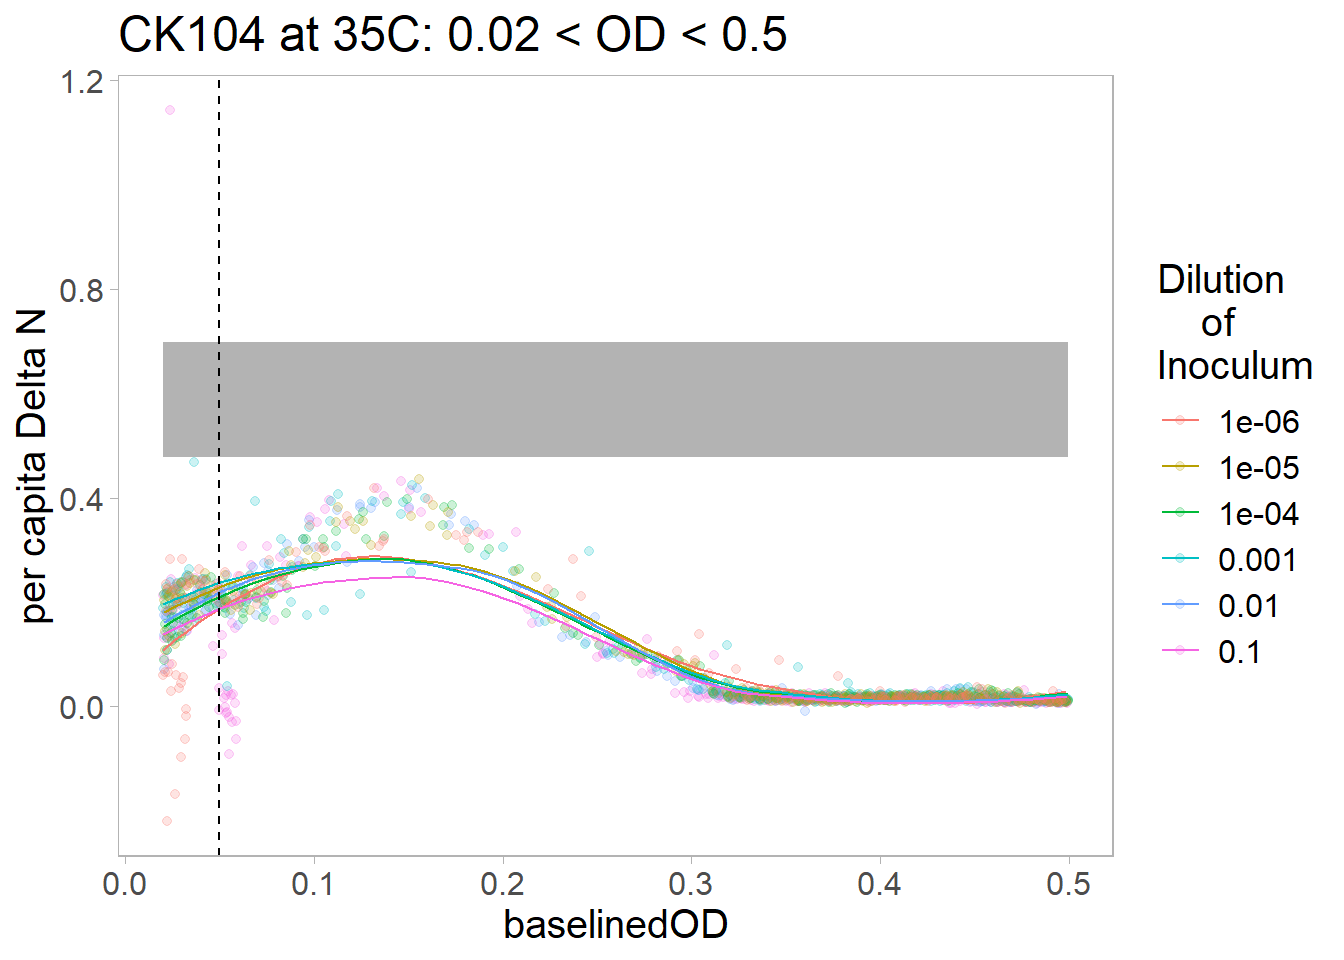 CK104 at 35C: 0.02 < OD < 0.5
per capita Delta N
1.2
0.8
0.4
0.0
0.0 0.1 0.2 0.3 0.4 0.5
baselinedOD
Dilution
of
Inoculum
1e-06
1e-05
1e-04
0.001
0.01
0.1